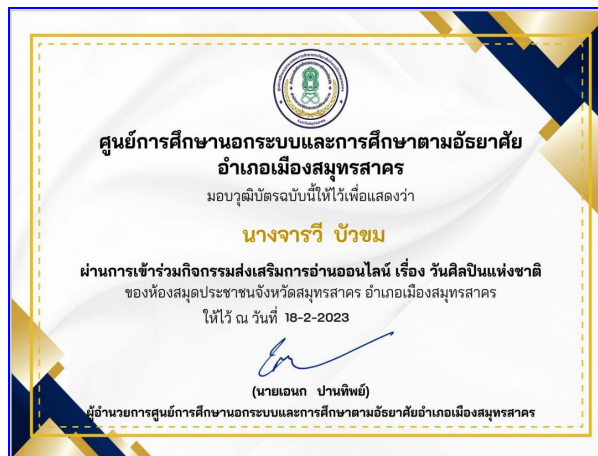 ศูนย์การศึกษานอกระบบและการศึกษาตามอัธยาศัย
อำเภอเมืองสมุทรสาคร
มอบวุฒิบัตรฉบับนี้ให้ไว้เพื่อแสดงว่า
นางจารวี บัวขม
ผ่านการเข้าร่วมกิจกรรมส่งเสริมการอ่านออนไลน์ เรื่อง วันศิลปินแห่งชาติ
ของห้องสมุดประชาชนจังหวัดสมุทรสาคร อำเภอเมืองสมุทรสาคร
ให้ไว้ ณ วันที่ 18-2-2023
(นายเอนก ปานทิพย์)
ผู้อำนวยการศูนย์การศึกษานอกระบบและการศึกษาตามอัธยาศัยอำเภอเมืองสมุทรสาคร